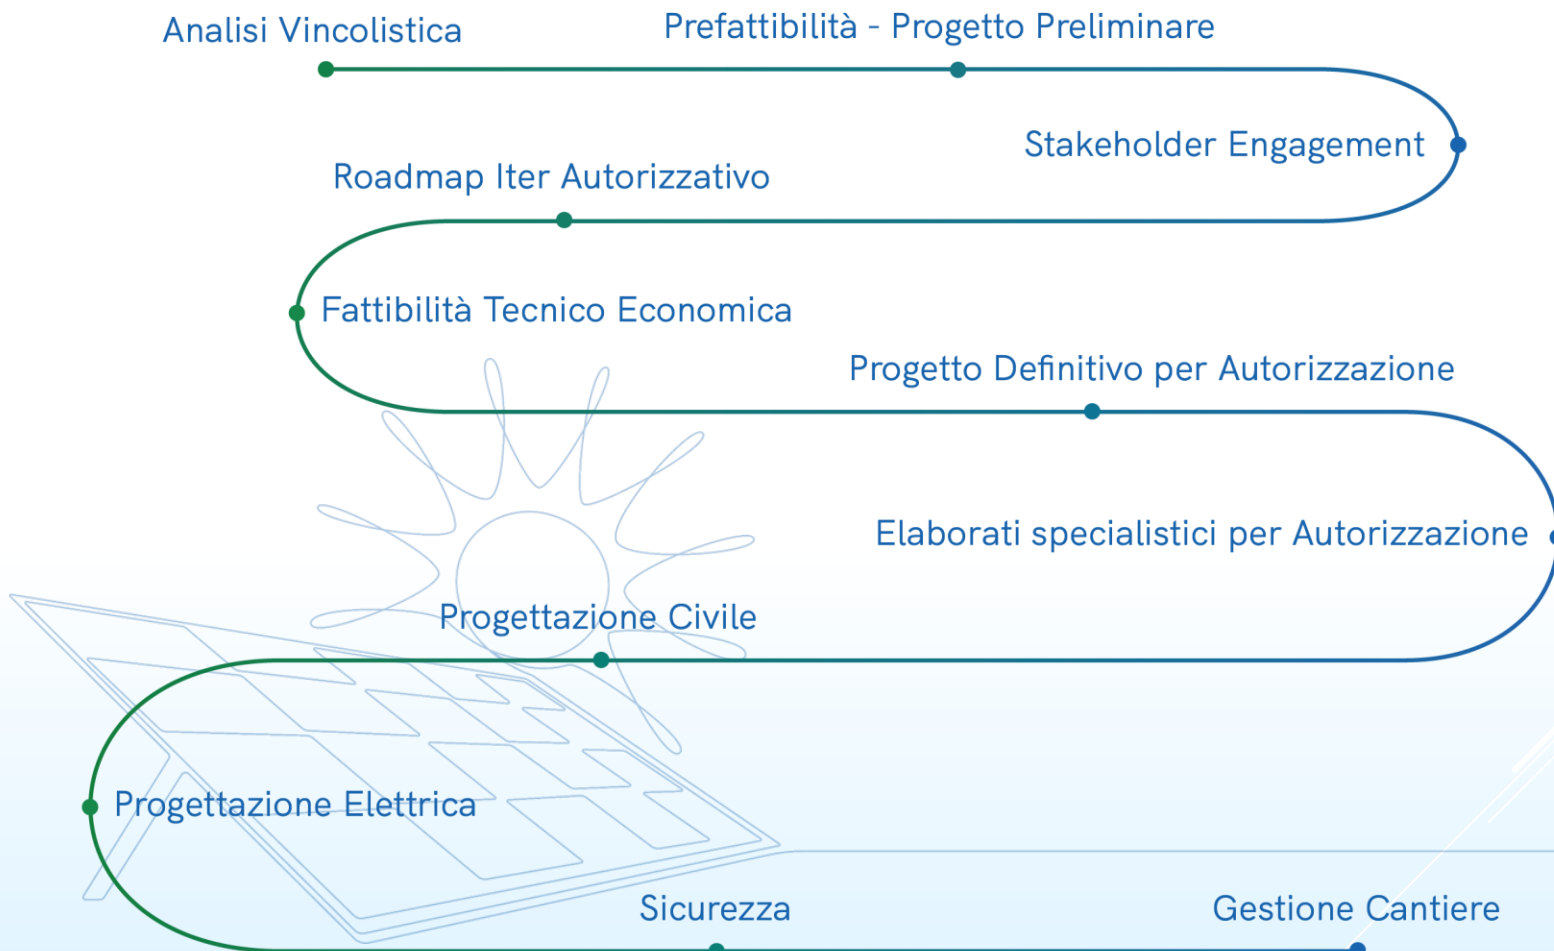 Analisi Vincolistica
Prefattibilità - Progetto Preliminare
Stakeholder Engagement
Roadmap Iter Autorizzativo
Fattibilità Tecnico Economica
Progetto Definitivo per Autorizzazione
Elaborati specialistici per Autorizzazione
Progettazione Civile
Progettazione Elettrica
Sicurezza
Gestione Cantiere